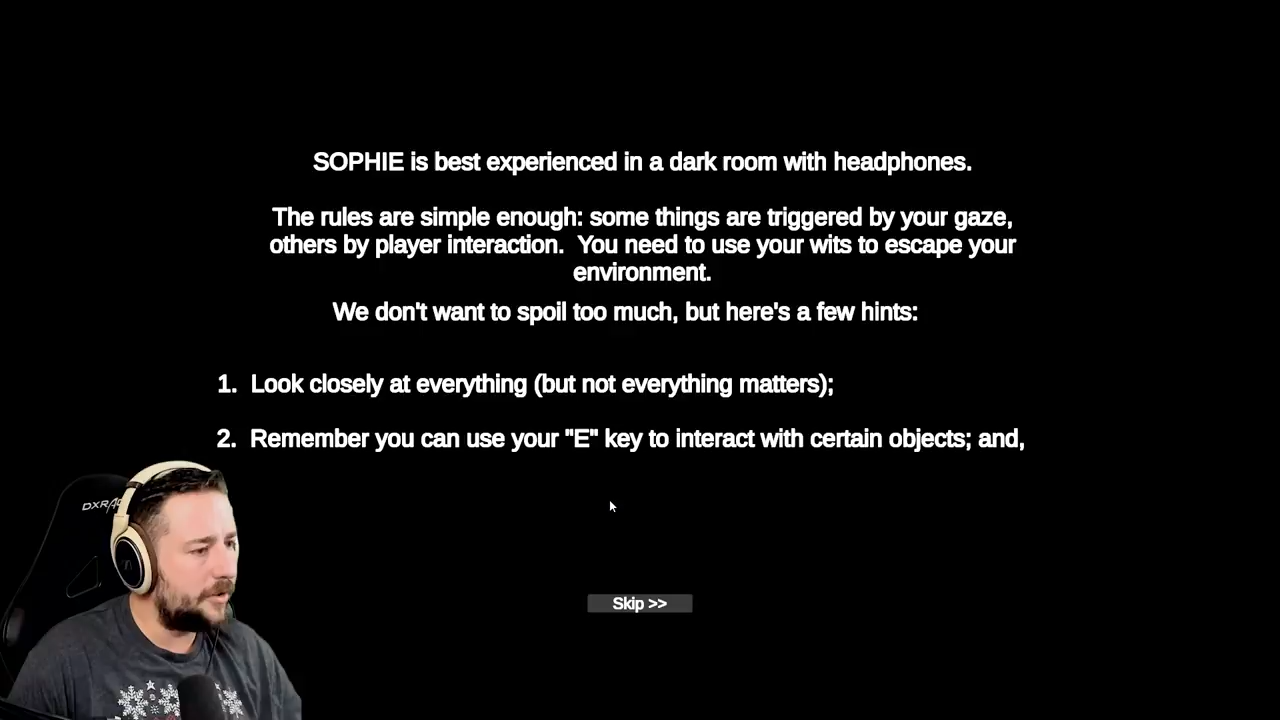 SOPHIE is best experienced in a dark room with headphones.
The rules are simple enough: some things are triggered by your gaze,
others by player interaction.  You need to use your wits to escape your
environment.
We don't want to spoil too much, but here's a few hints:
1.  Look closely at everything (but not everything matters);
2.  Remember you can use your "E" key to interact with certain objects; and,
Skip >>